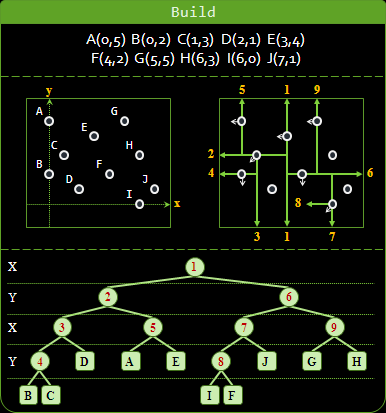 Build
A(0,5) B(0,2) C(1,3) D(2,1) E(3,4)
F(4,2) G(5,5) H(6,3) I(6,0) J(7,1)
y
A
G
E
C
H
B
F
D
J
I
x
5 1 9
2
4
6
8
3 1 7
X 1
Y 2 6
X 3 5 7 9
Y 4 D A E 8 J G H
B C I F